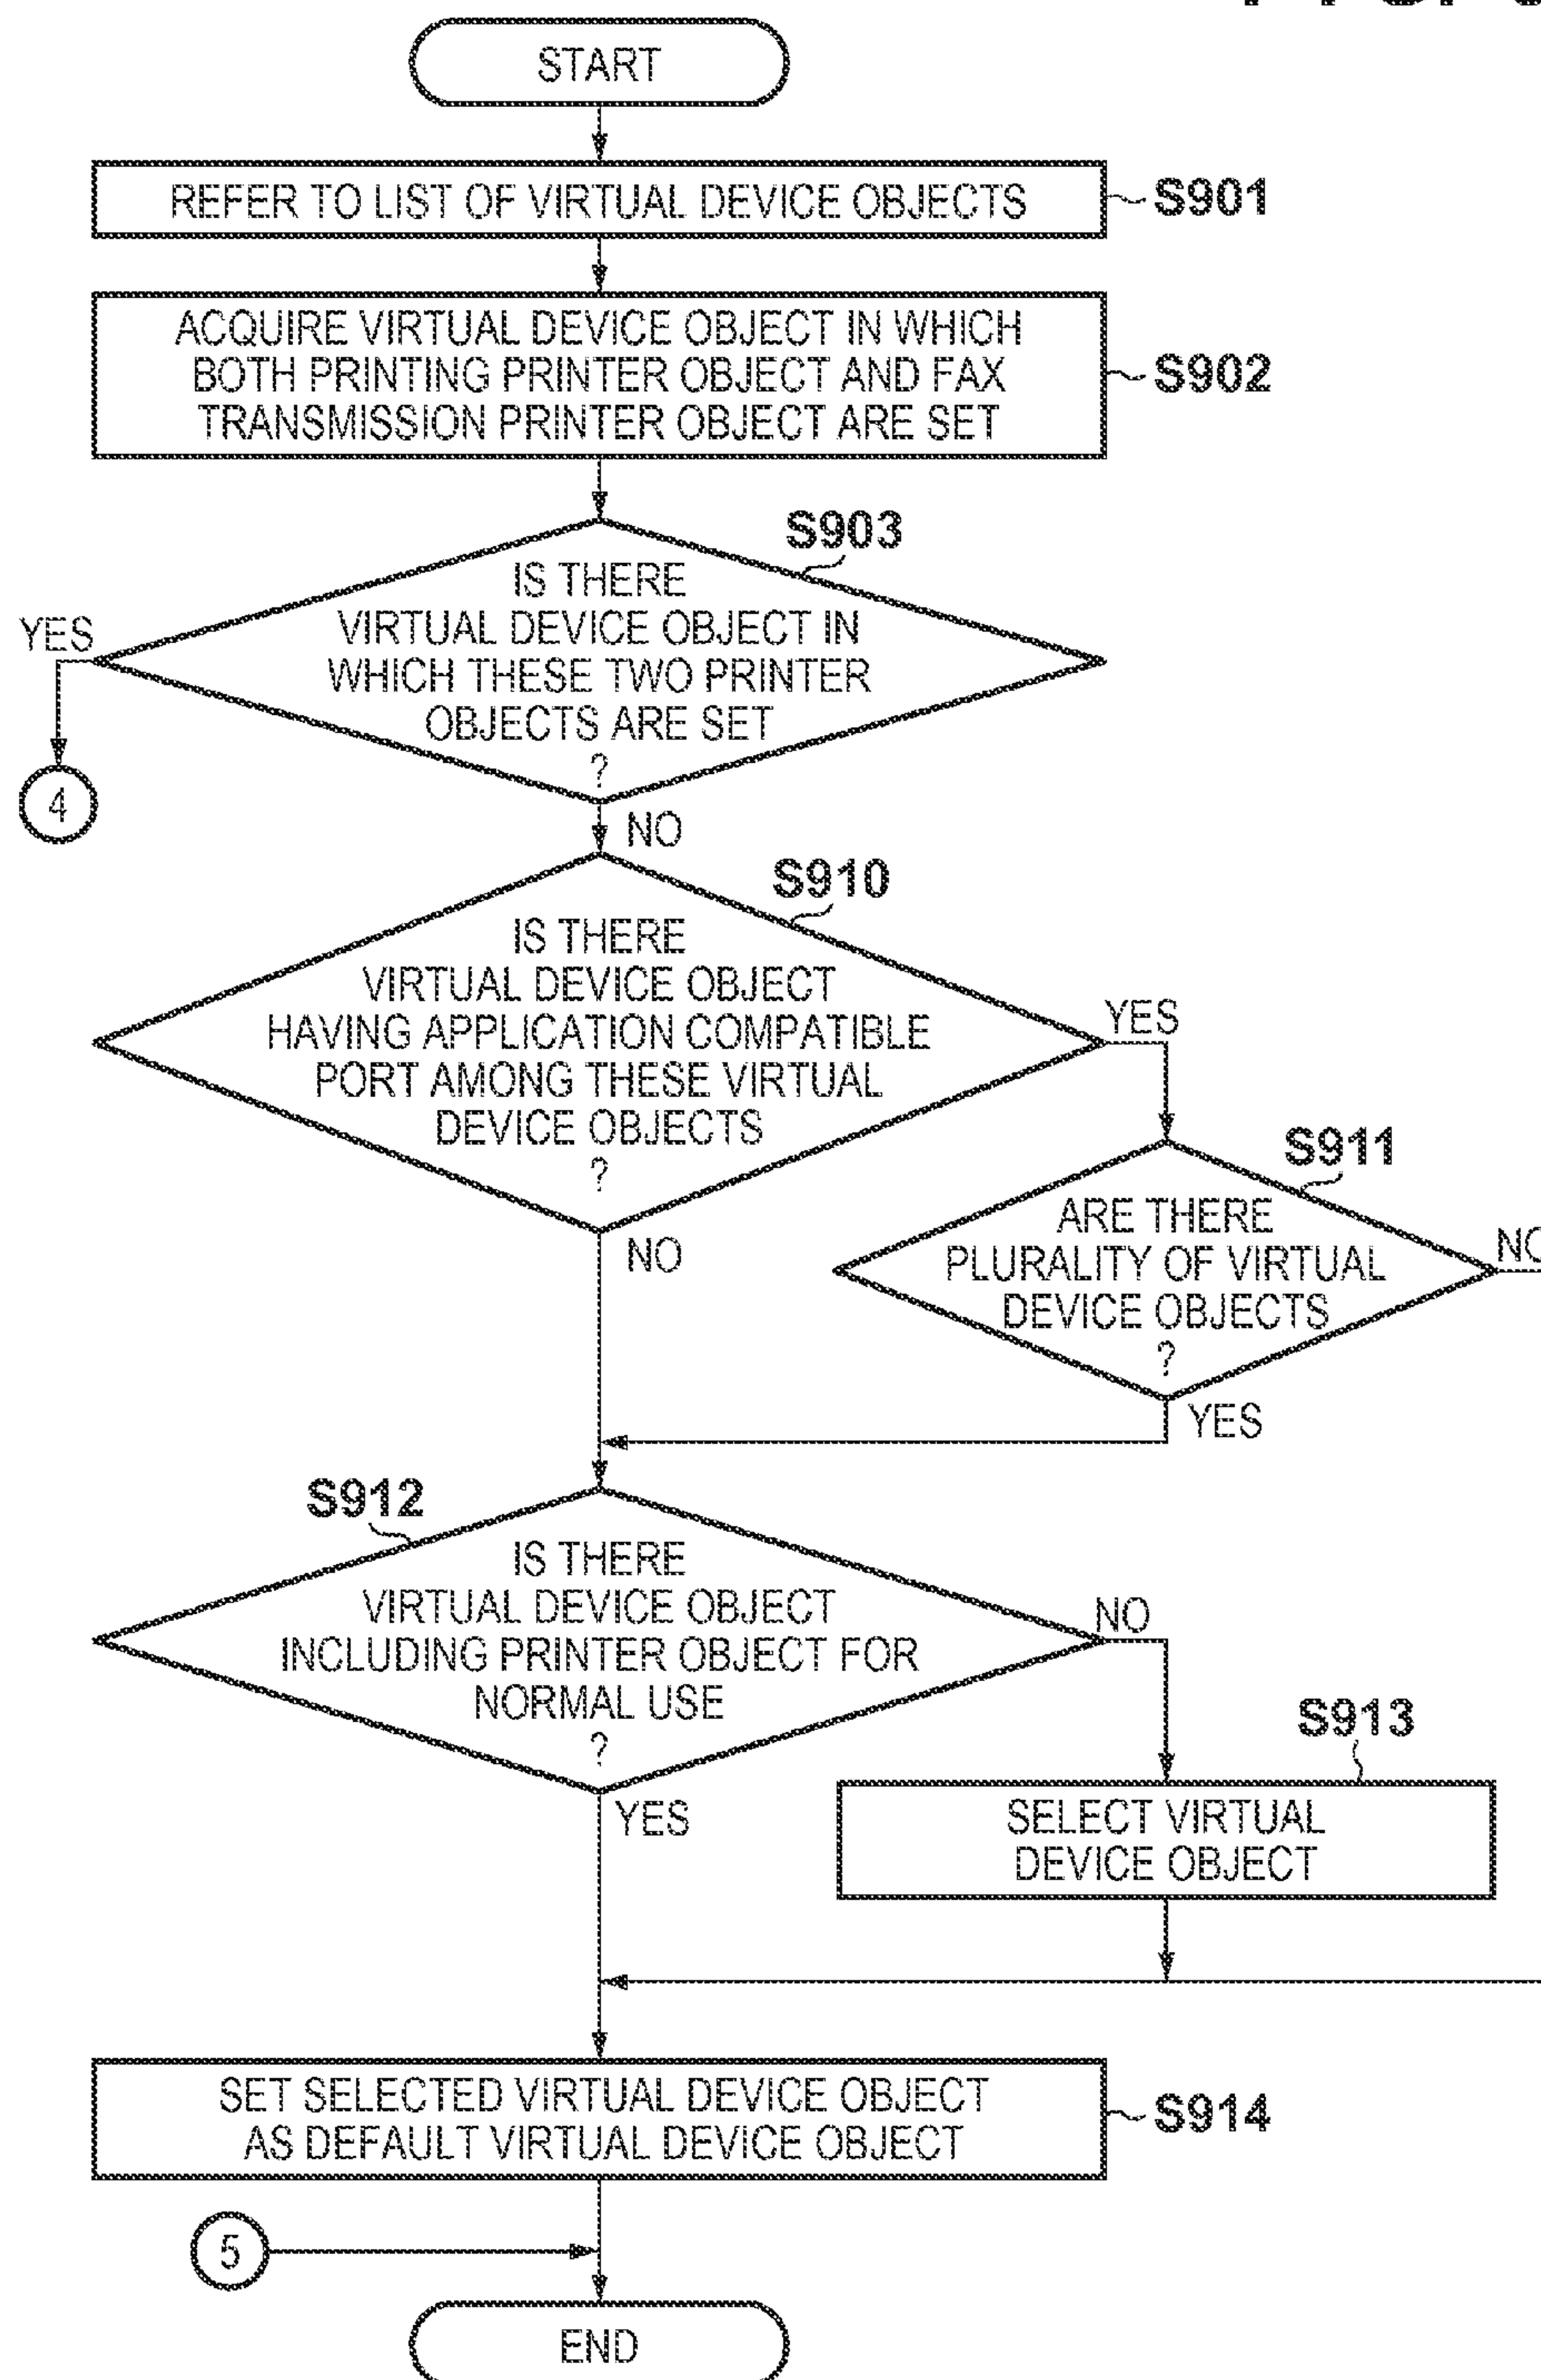 START
REFER TO LIST OF VIRTUAL DEVICE OBJECTS
S901
ACQUIRE VIRTUAL DEVICE OBJECT IN WHICH
BOTH PRINTING PRINTER OBJECT AND FAX
TRANSMISSION PRINTER OBJECT ARE SET
S902
S903
IS THERE
VIRTUAL DEVICE OBJECT IN
WHICH THESE TWO PRINTER
OBJECTS ARE SET
?
YES
4
NO
S910
IS THERE
VIRTUAL DEVICE OBJECT
HAVING APPLICATION COMPATIBLE
PORT AMONG THESE VIRTUAL
DEVICE OBJECTS
?
YES
NO
S911
ARE THERE
PLURALITY OF VIRTUAL
DEVICE OBJECTS
?
NO
YES
S912
IS THERE
VIRTUAL DEVICE OBJECT
INCLUDING PRINTER OBJECT FOR
NORMAL USE
?
NO
YES
S913
SELECT VIRTUAL
DEVICE OBJECT
SET SELECTED VIRTUAL DEVICE OBJECT
AS DEFAULT VIRTUAL DEVICE OBJECT
S914
5
END